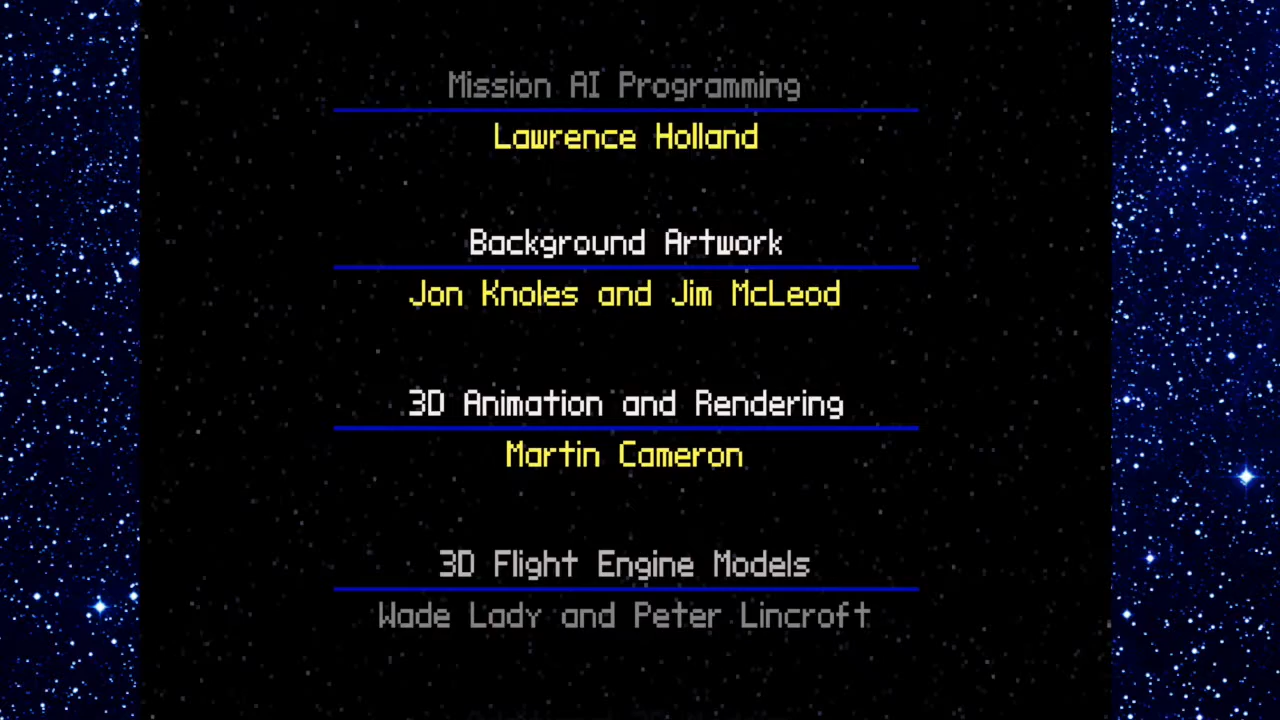 Mission AI Programming
Lawrence Holland
Background Artwork
Jon Knoles and Jim McLeod
3D Animation and Rendering
Martin Cameron
3D Flight Engine Models
Wade Lady and Peter Lincroft